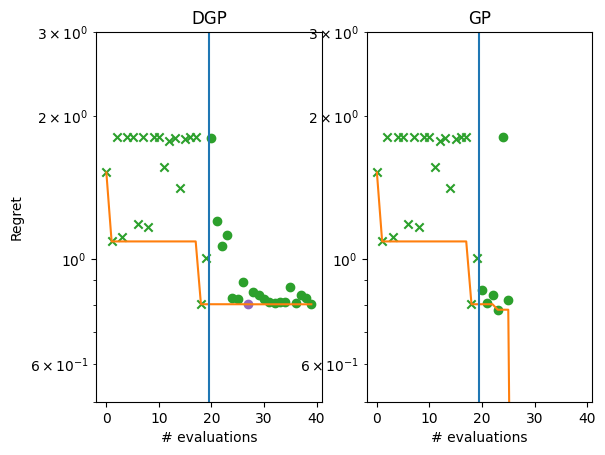 DGP
GP
3 × 10⁰
2 × 10⁰
10⁰
6 × 10⁻¹
Regret
0 10 20 30 40
# evaluations
3 × 10⁰
2 × 10⁰
10⁰
6 × 10⁻¹
0 10 20 30 40
# evaluations